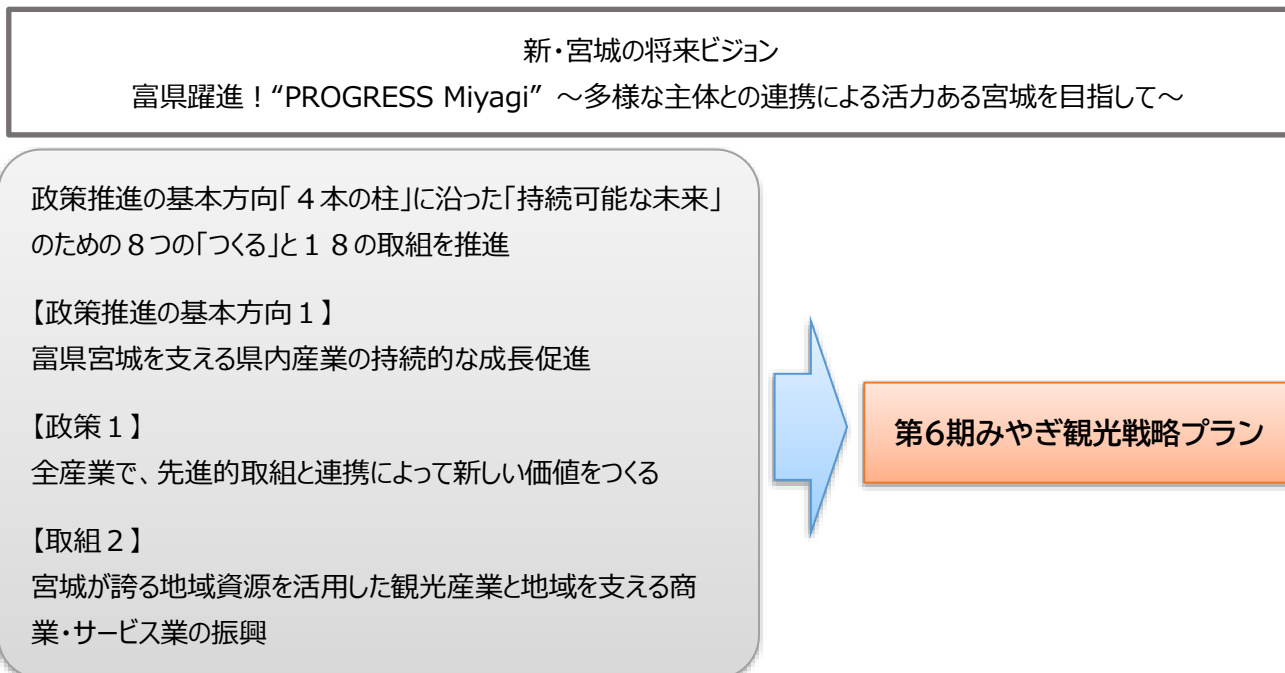 新・宮城の将来ビジョン
富県躍進！“PROGRESS Miyagi” ～多様な主体との連携による活力ある宮城を目指して～
政策推進の基本方向「４本の柱」に沿った「持続可能な未来」
のための８つの「つくる」と１８の取組を推進
【政策推進の基本方向１】
富県宮城を支える県内産業の持続的な成長促進
【政策１】
全産業で、先進的取組と連携によって新しい価値をつくる
【取組２】
宮城が誇る地域資源を活用した観光産業と地域を支える商
業・サービス業の振興
第6期みやぎ観光戦略プラン